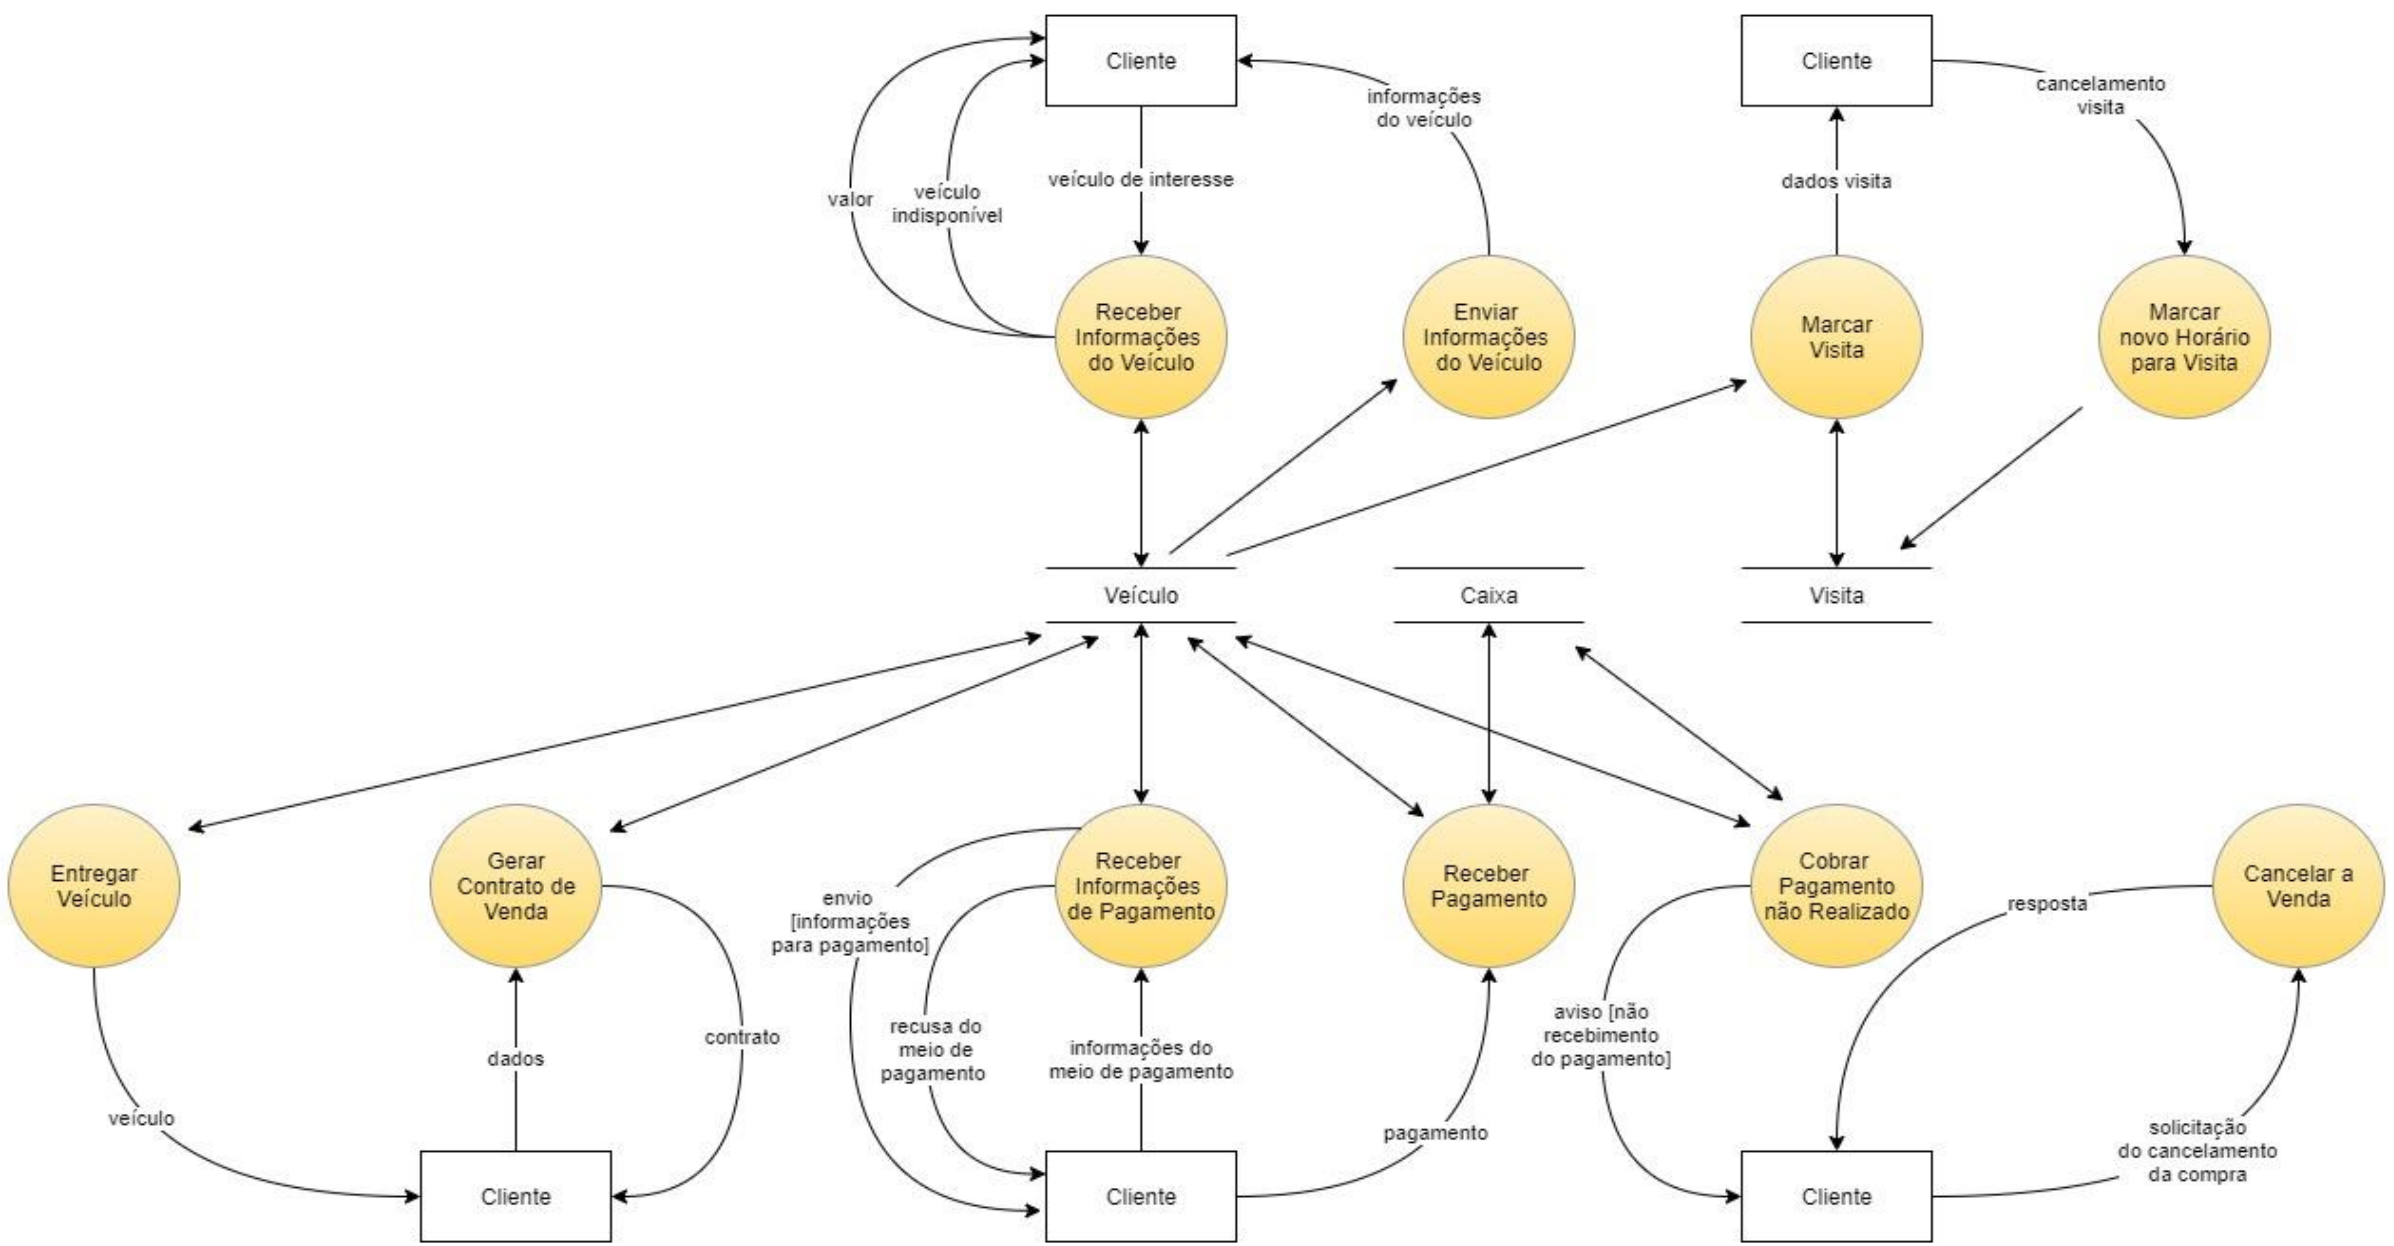 Cliente
Cliente
informações
do veículo
cancelamento
visita
veículo de interesse
dados visita
valor
veículo
indisponível
Receber
Informações
do Veículo
Enviar
Informações
do Veículo
Marcar
Visita
Marcar
novo Horário
para Visita
Veículo
Caixa
Visita
Entregar
Veículo
Gerar
Contrato de
Venda
Receber
Informações
de Pagamento
Receber
Pagamento
Cobrar
Pagamento
não Realizado
Cancelar a
Venda
envio
[informações
para pagamento]
resposta
recusa do
meio de
pagamento
informações do
meio de pagamento
aviso [não
recebimento
do pagamento]
contrato
dados
veículo
pagamento
solicitação
do cancelamento
da compra
Cliente
Cliente
Cliente